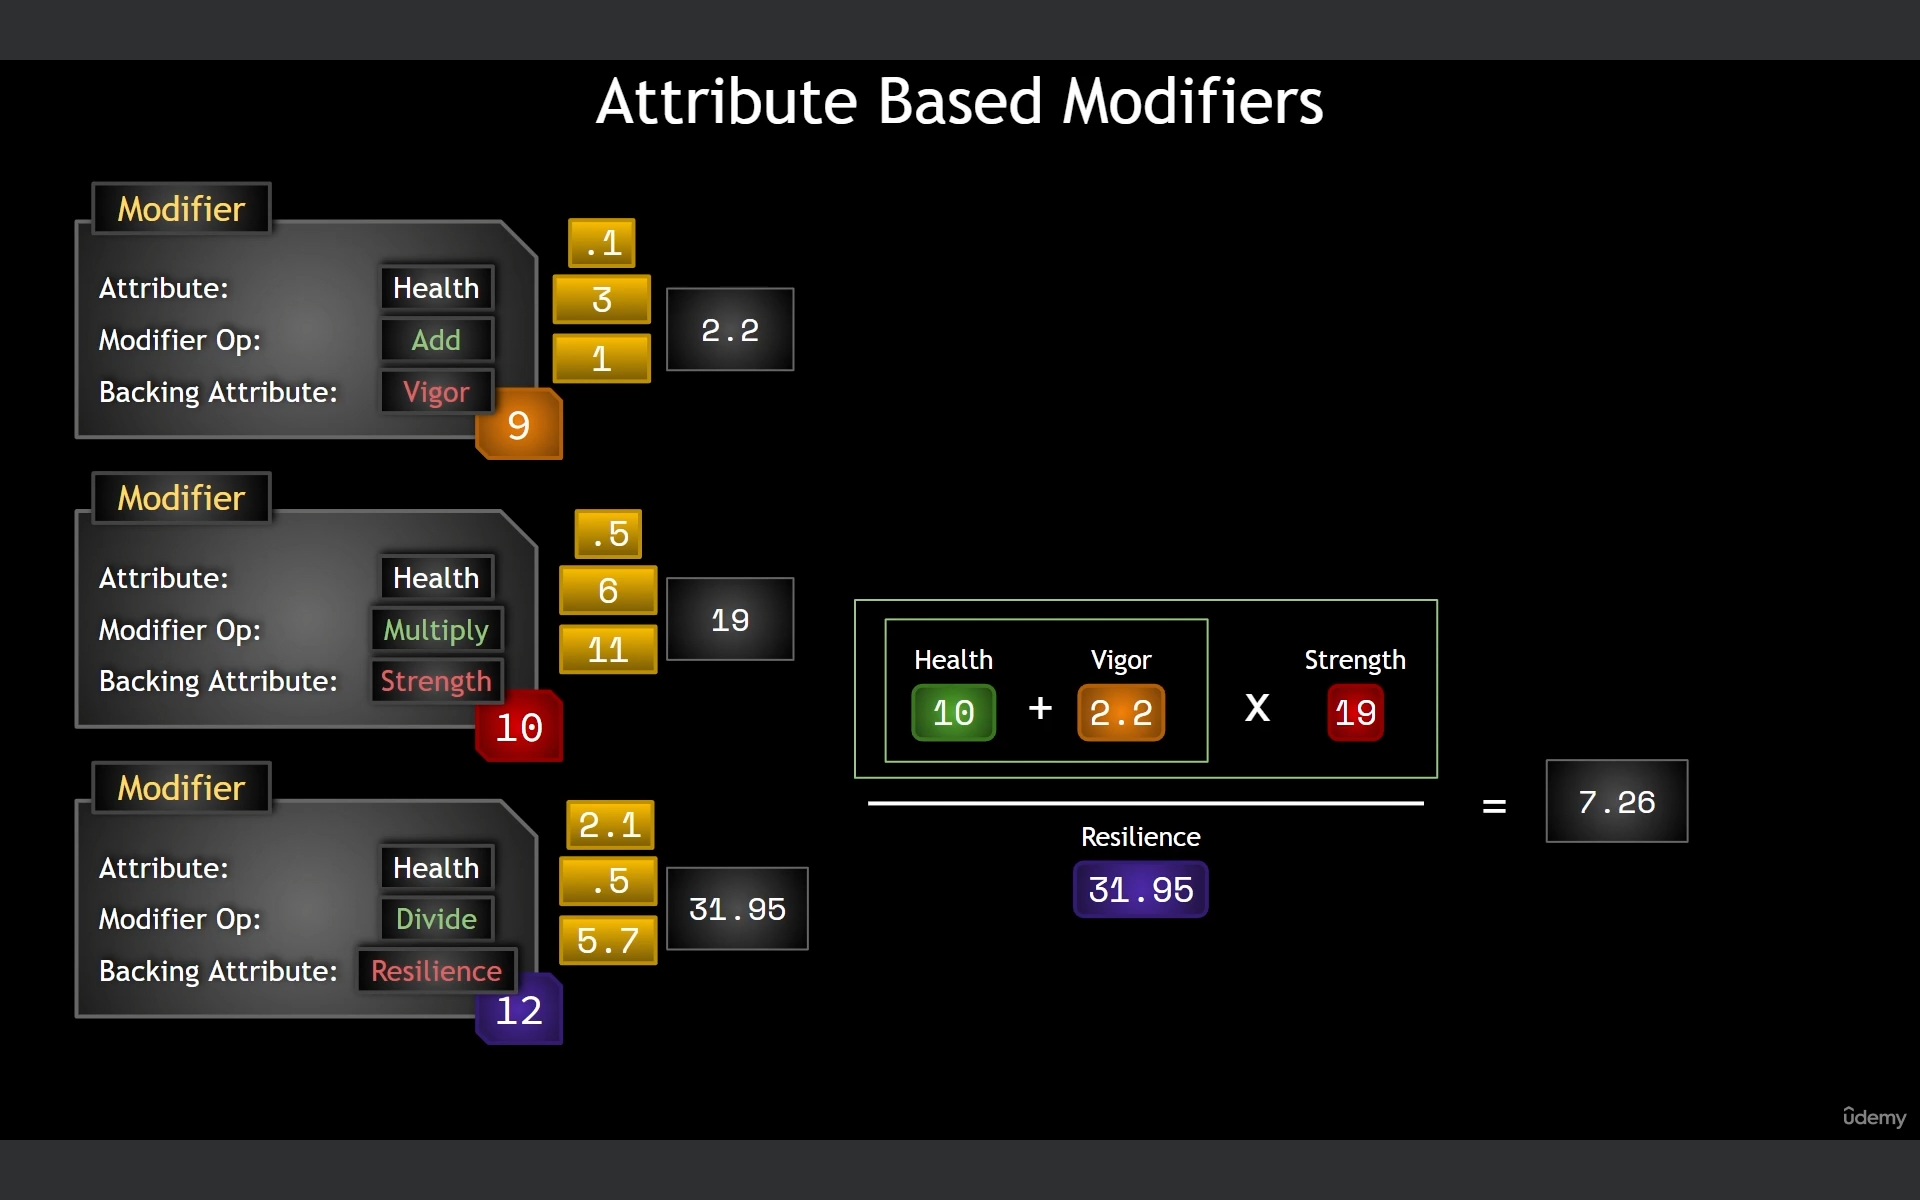 Attribute Based Modifiers
Modifier
Attribute: Health
Modifier Op: Add
Backing Attribute: Vigor
9
.1
3
1
2.2
Modifier
Attribute: Health
Modifier Op: Multiply
Backing Attribute: Strength
10
.5
6
11
19
Modifier
Attribute: Health
Modifier Op: Divide
Backing Attribute: Resilience
12
2.1
.5
5.7
31.95
Health Vigor Strength
10 + 2.2 X 19
= 7.26
Resilience
31.95
ûdemy